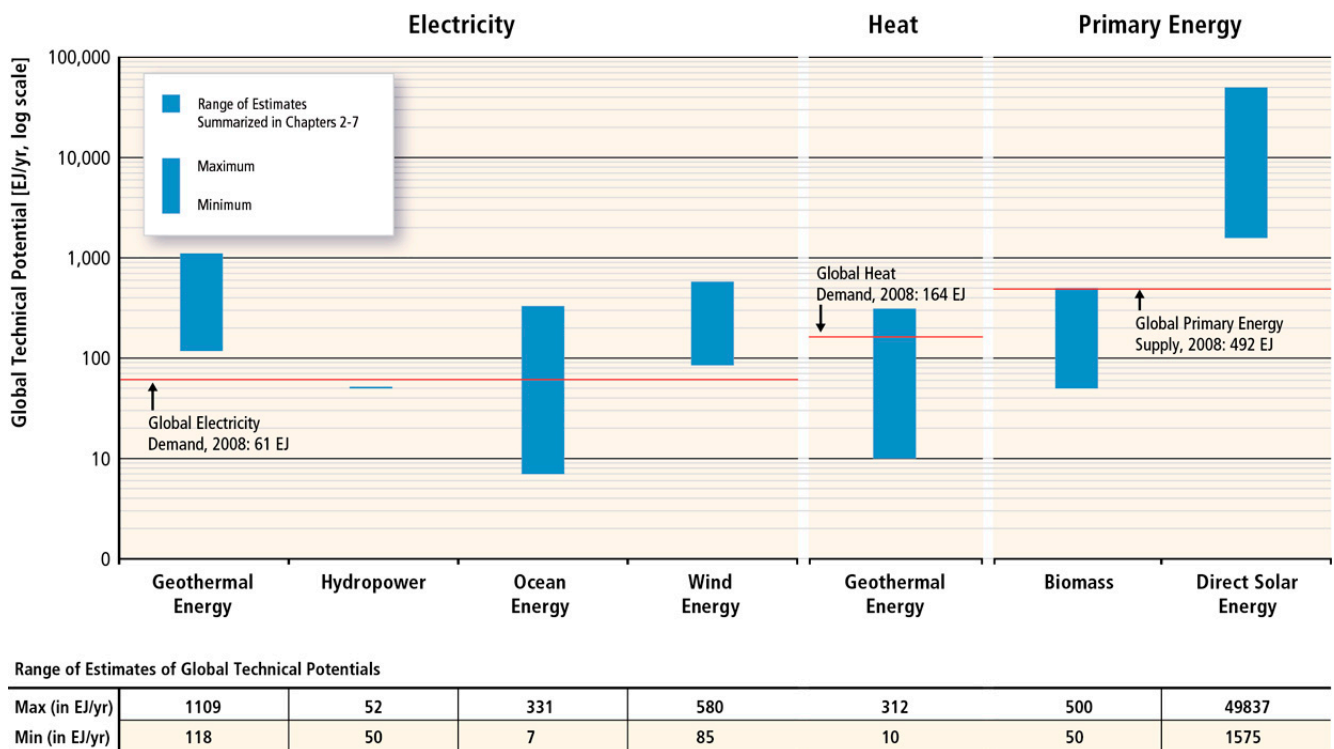 Electricity
Heat
Primary Energy
Global Technical Potential [EJ/yr, log scale]
100,000
10,000
1,000
100
10
0
Range of Estimates
Summarized in Chapters 2-7
Maximum
Minimum
Global Electricity
Demand, 2008: 61 EJ
Global Heat
Demand, 2008: 164 EJ
Global Primary Energy
Supply, 2008: 492 EJ
Geothermal
Energy
Hydropower
Ocean
Energy
Wind
Energy
Geothermal
Energy
Biomass
Direct Solar
Energy
Range of Estimates of Global Technical Potentials
Max (in EJ/yr) 1109 52 331 580 312 500 49837
Min (in EJ/yr) 118 50 7 85 10 50 1575